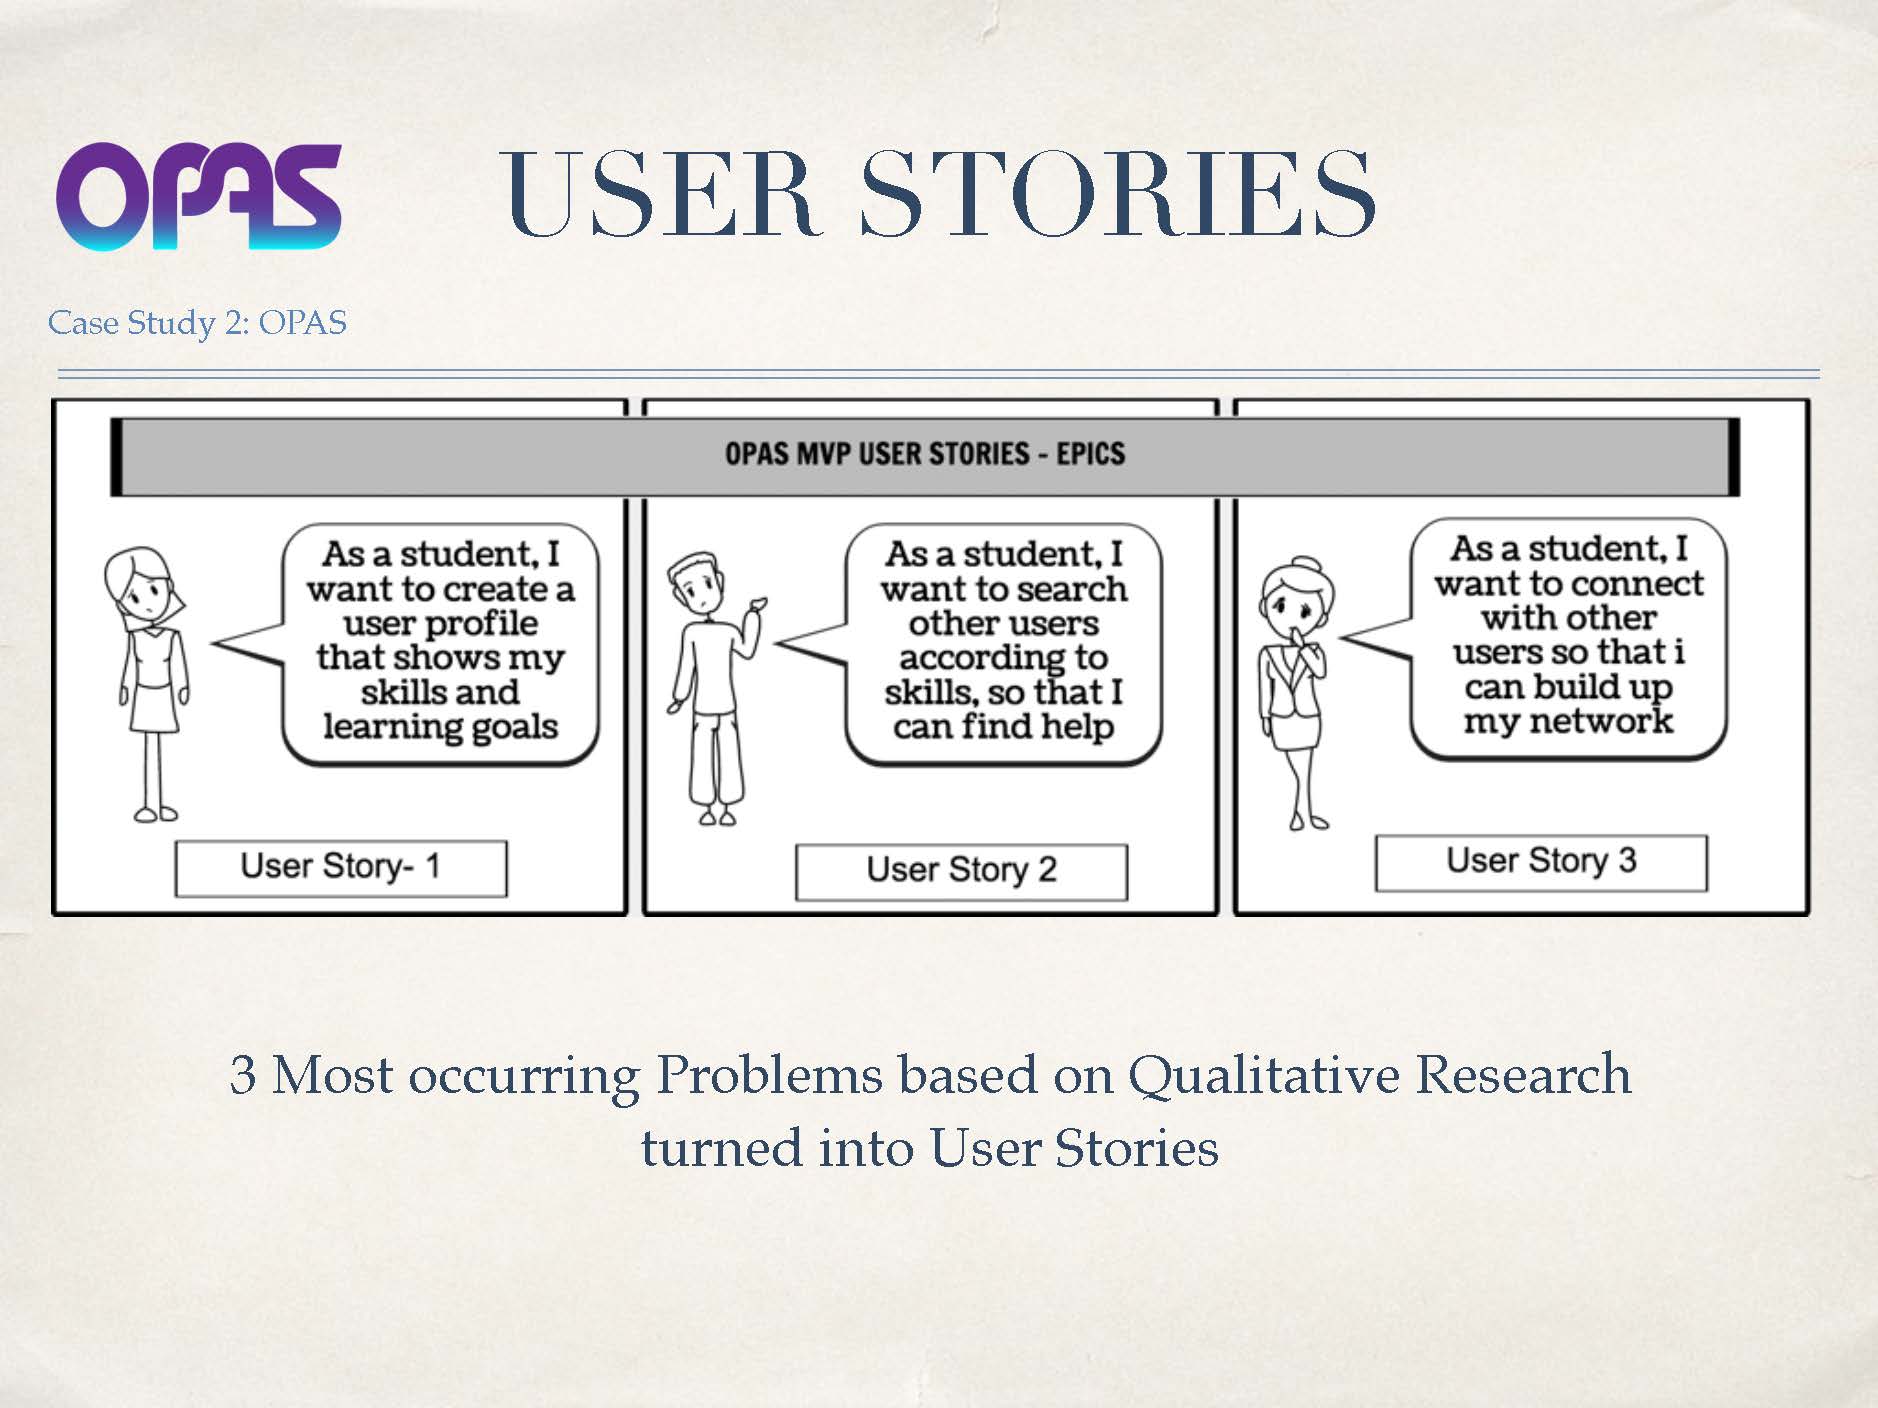 OPAS
USER STORIES
Case Study 2: OPAS
OPAS MVP USER STORIES - EPICS
As a student, I
want to create a
user profile
that shows my
skills and
learning goals
User Story- 1
As a student, I
want to search
other users
according to
skills, so that I
can find help
User Story 2
As a student, I
want to connect
with other
users so that i
can build up
my network
User Story 3
3 Most occurring Problems based on Qualitative Research
turned into User Stories